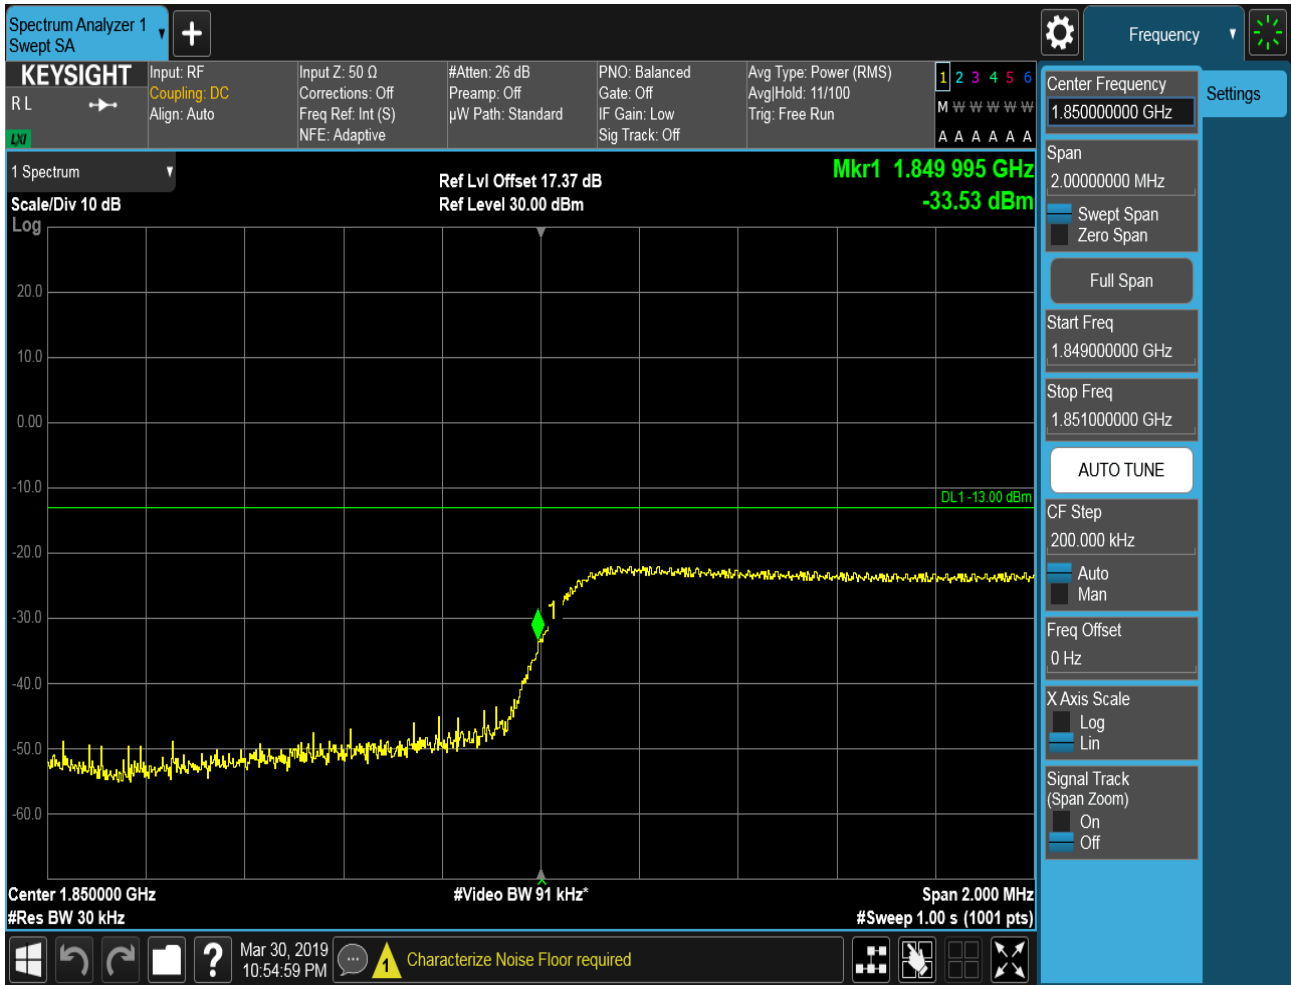 Spectrum Analyzer 1
Swept SA
+
Frequency
KEYSIGHT
R L
LXI
Input: RF
Coupling: DC
Align: Auto
Input Z: 50 Ω
Corrections: Off
Freq Ref: Int (S)
NFE: Adaptive
#Atten: 26 dB
Preamp: Off
µW Path: Standard
PNO: Balanced
Gate: Off
IF Gain: Low
Sig Track: Off
Avg Type: Power (RMS)
Avg|Hold: 11/100
Trig: Free Run
1 2 3 4 5 6
M W W W W W
A A A A A A
1 Spectrum
Scale/Div 10 dB
Log
Ref Lvl Offset 17.37 dB
Ref Level 30.00 dBm
Mkr1 1.849 995 GHz
-33.53 dBm
20.0
10.0
0.00
-10.0
DL1 -13.00 dBm
-20.0
1
-30.0
-40.0
-50.0
-60.0
Center 1.850000 GHz
#Res BW 30 kHz
#Video BW 91 kHz*
Span 2.000 MHz
#Sweep 1.00 s (1001 pts)
Center Frequency
1.850000000 GHz
Settings
Span
2.00000000 MHz
Swept Span
Zero Span
Full Span
Start Freq
1.849000000 GHz
Stop Freq
1.851000000 GHz
AUTO TUNE
CF Step
200.000 kHz
Auto
Man
Freq Offset
0 Hz
X Axis Scale
Log
Lin
Signal Track
(Span Zoom)
On
Off
?
Mar 30, 2019
10:54:59 PM
1
Characterize Noise Floor required